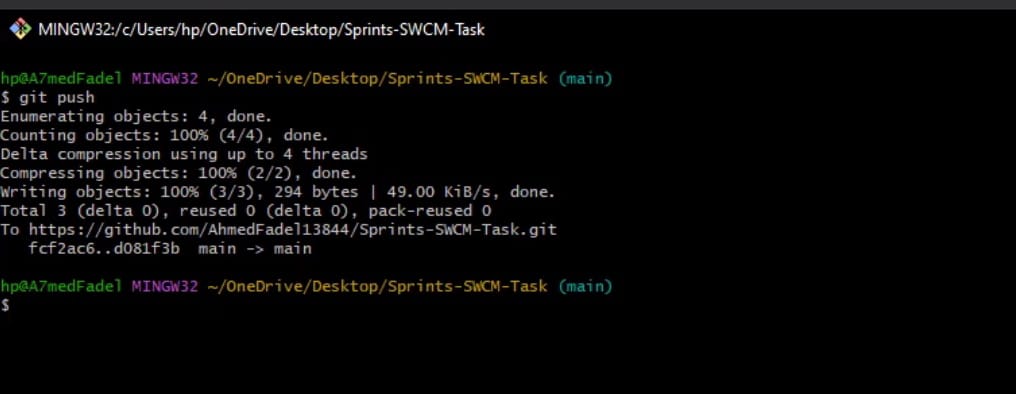 MINGW32:/c/Users/hp/OneDrive/Desktop/Sprints-SWCM-Task
hp@A7medFadel MINGW32 ~/OneDrive/Desktop/Sprints-SWCM-Task (main)
$ git push
Enumerating objects: 4, done.
Counting objects: 100% (4/4), done.
Delta compression using up to 4 threads
Compressing objects: 100% (2/2), done.
Writing objects: 100% (3/3), 294 bytes | 49.00 KiB/s, done.
Total 3 (delta 0), reused 0 (delta 0), pack-reused 0
To https://github.com/AhmedFadel13844/Sprints-SWCM-Task.git
   fcf2ac6..d081f3b  main -> main
hp@A7medFadel MINGW32 ~/OneDrive/Desktop/Sprints-SWCM-Task (main)
$